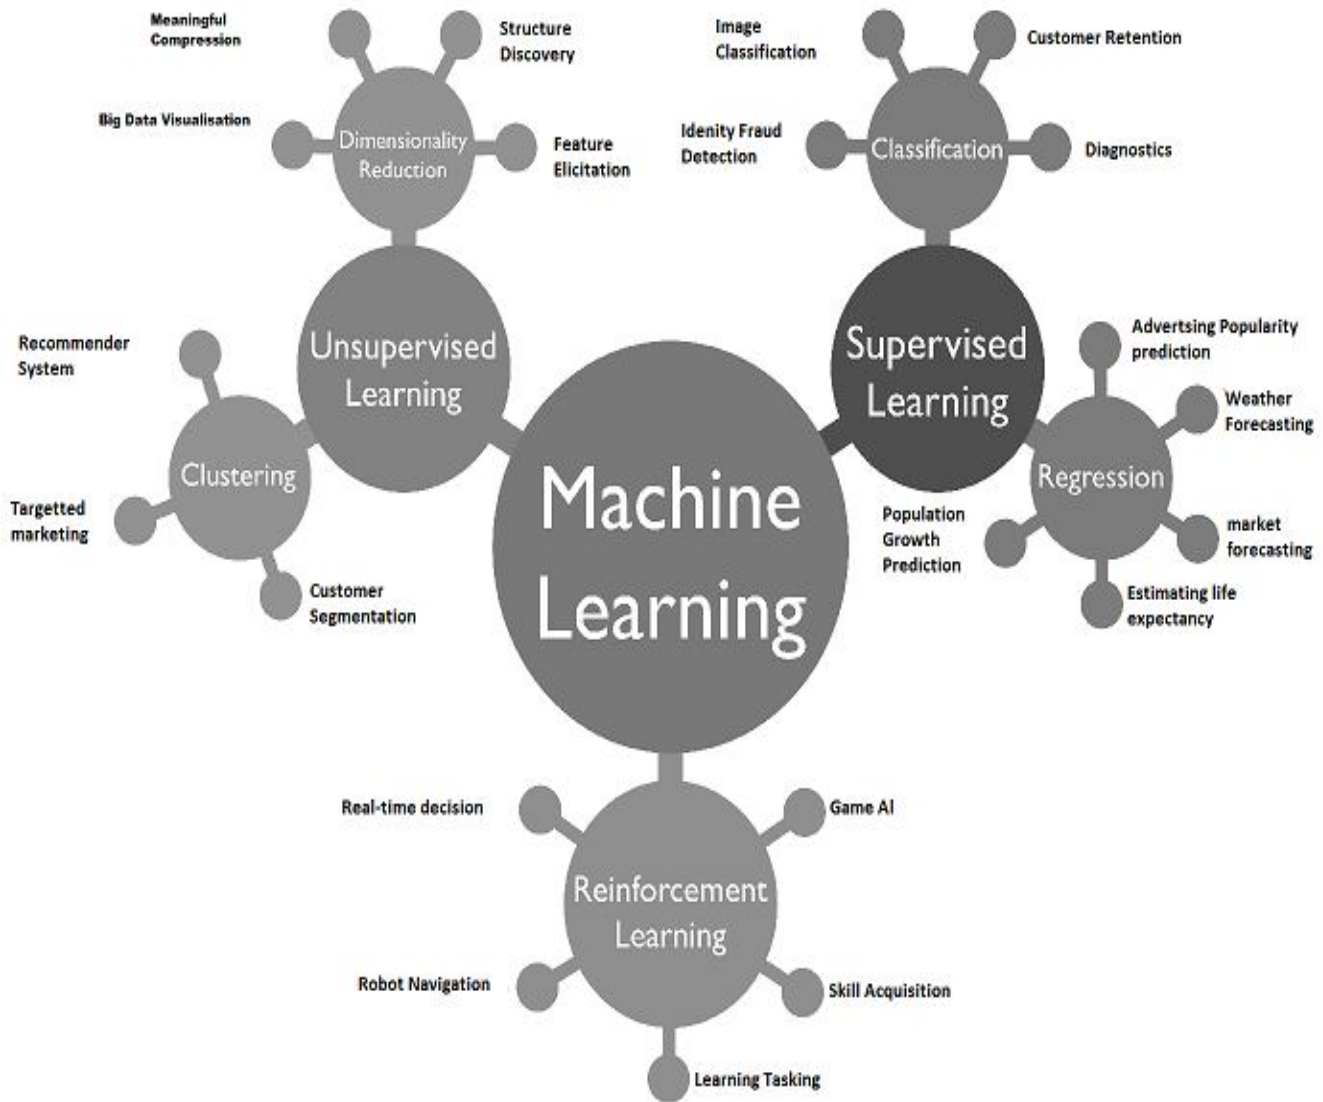 Meaningful
Compression
Structure
Discovery
Big Data Visualisation
Dimensionality
Reduction
Feature
Elicitation
Image
Classification
Customer Retention
Idenity Fraud
Detection
Classification
Diagnostics
Unsupervised
Learning
Supervised
Learning
Recommender
System
Clustering
Targetted
marketing
Customer
Segmentation
Advertsing Popularity
prediction
Weather
Forecasting
Regression
Population
Growth
Prediction
market
forecasting
Estimating life
expectancy
Machine
Learning
Real-time decision
Game AI
Reinforcement
Learning
Robot Navigation
Skill Acquisition
Learning Tasking